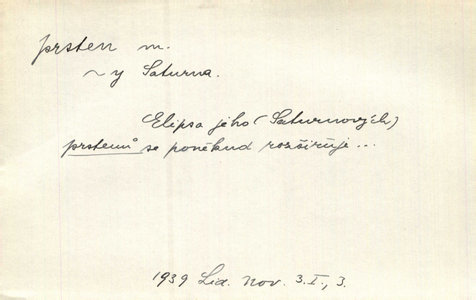 prsten m.
~y Saturna.
Elipsa jeho (Saturnových)
prstenů se poněkud rozšiřuje...
1939 Lid. nov. 3.I., 3.